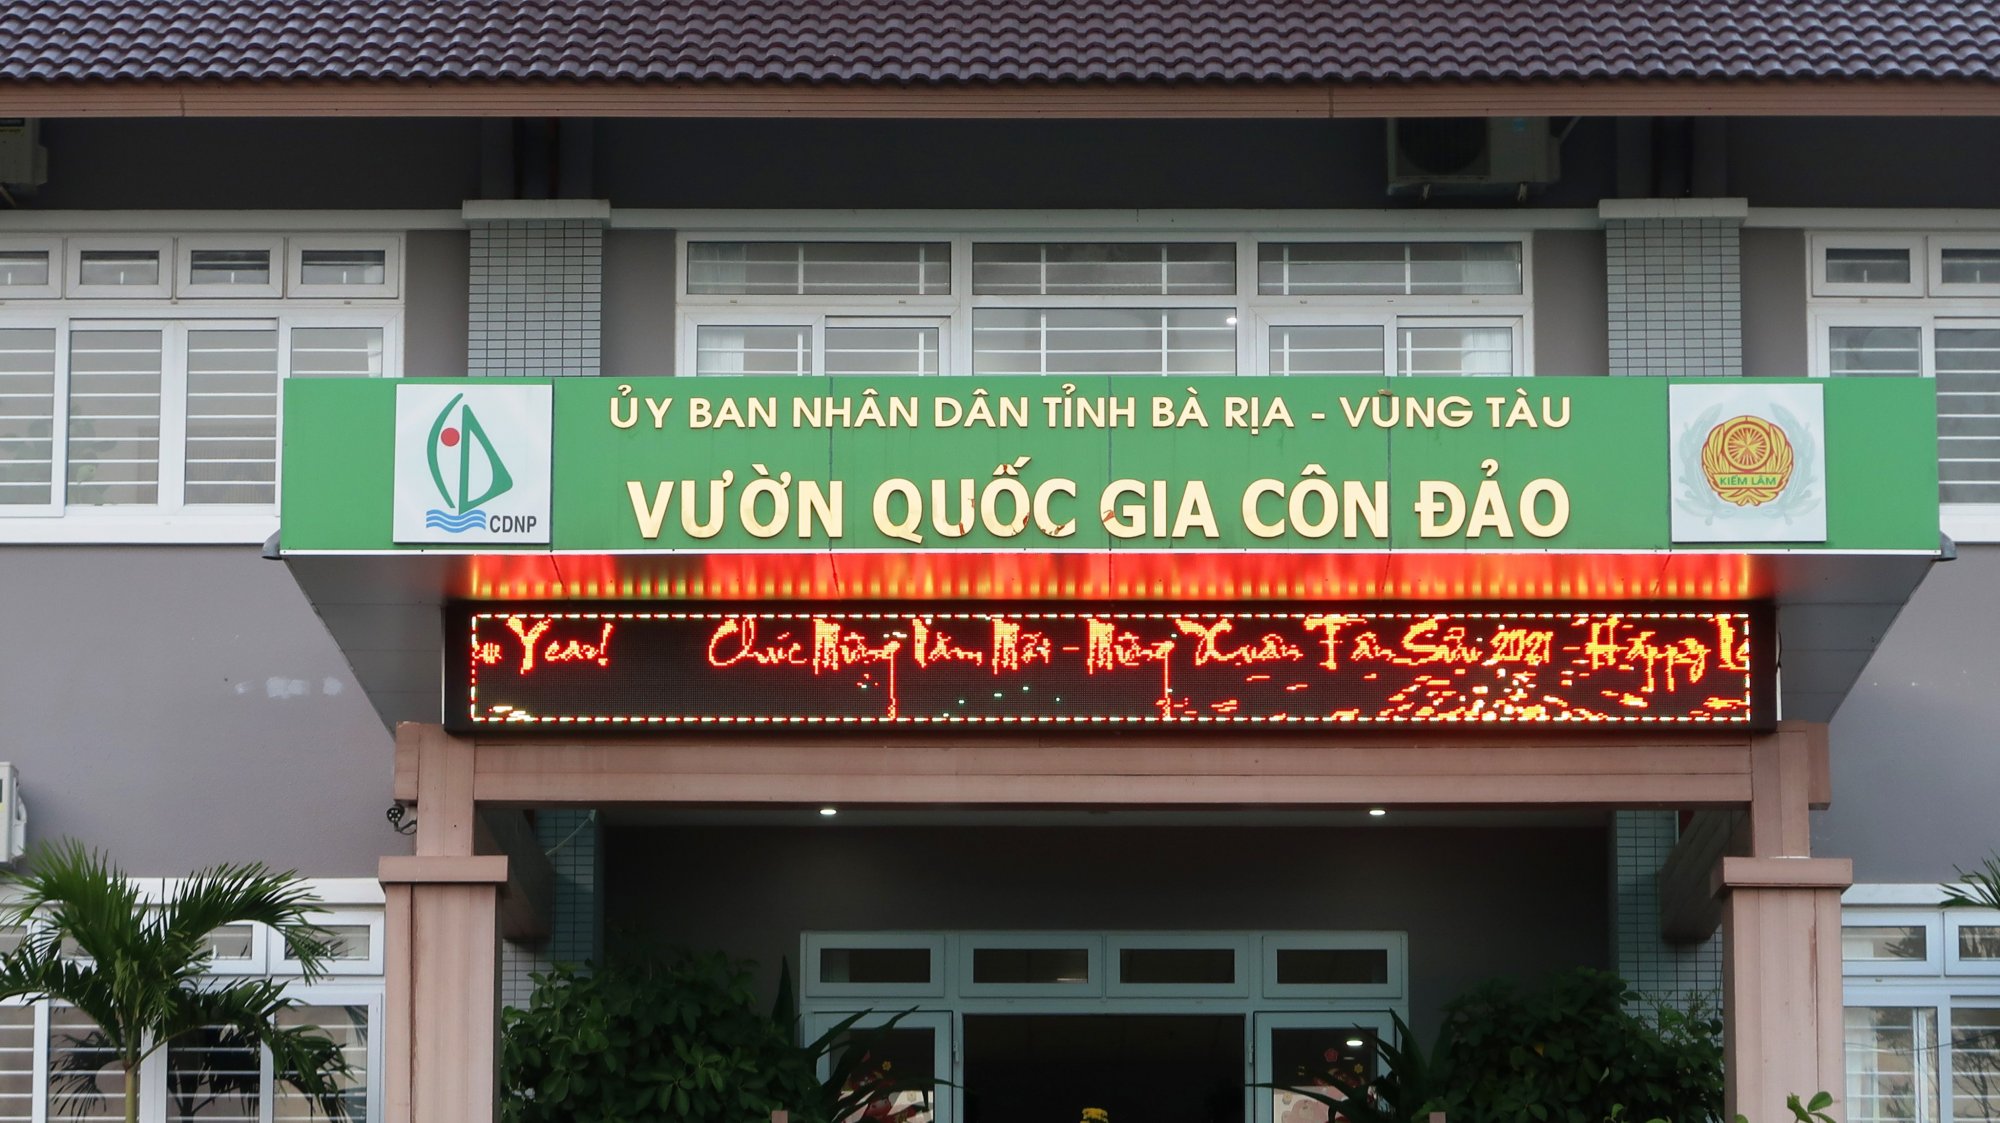 ỦY BAN NHÂN DÂN TỈNH BÀ RỊA - VŨNG TÀU
VƯỜN QUỐC GIA CÔN ĐẢO
CDNP
KIỂM LÂM
Year! Chúc Mừng Năm Mới - Mừng Xuân Tân Sửu 2021 - Happy